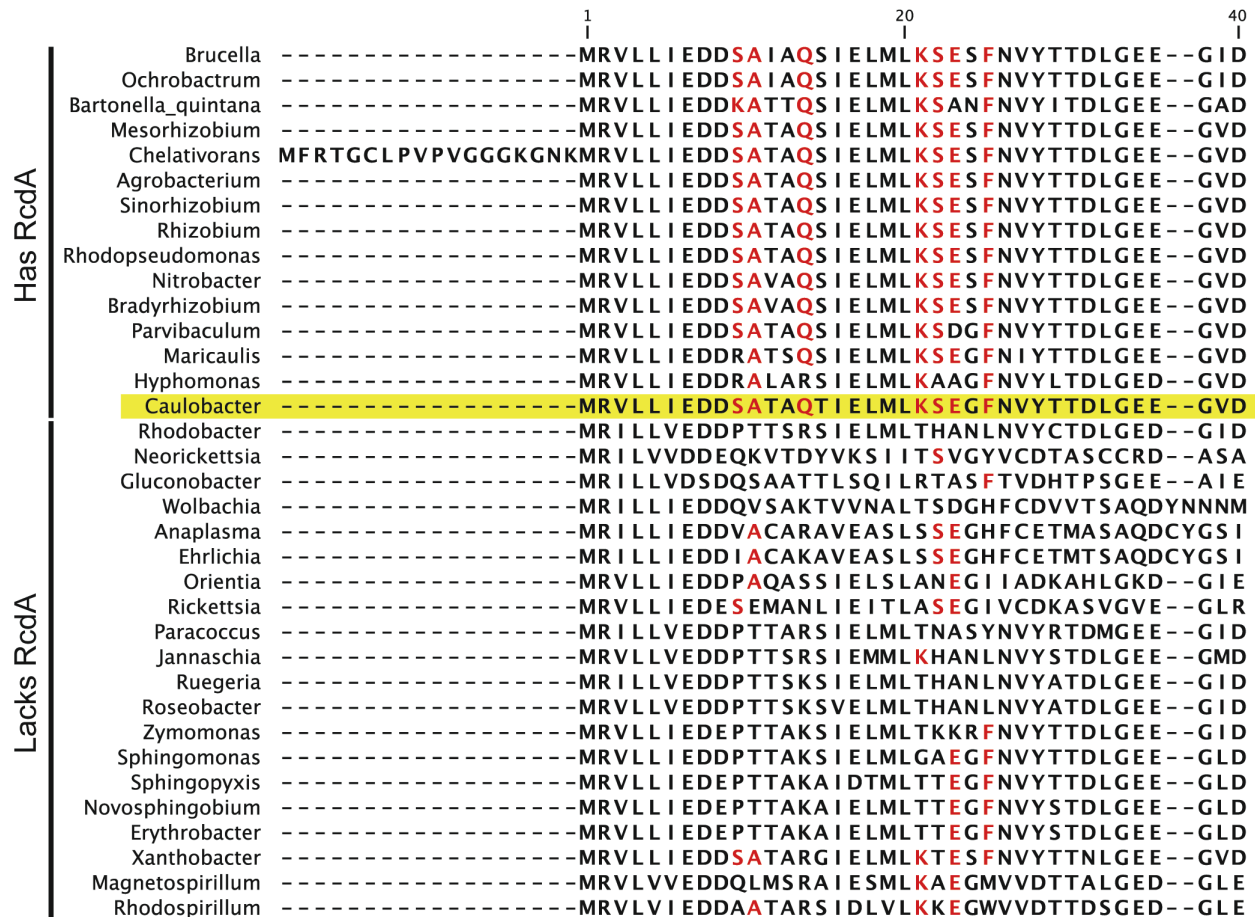 1 20 40
Has RcdA
Brucella ------------------MRVLLIEDDSAIAQSIELMLKSESFNVYTTDLGEE--GID
Ochrobactrum ------------------MRVLLIEDDSAIAQSIELMLKSESFNVYTTDLGEE--GID
Bartonella_quintana ------------------MRVLLIEDDKATTQSIELMLKSANFNVYITDLGEE--GAD
Mesorhizobium ------------------MRVLLIEDDSATAQSIELMLKSESFNVYTTDLGEE--GVD
Chelativorans MFRTGCLPVPVGGGKGNKMRVLLIEDDSATAQSIELMLKSESFNVYTTDLGEE--GVD
Agrobacterium ------------------MRVLLIEDDSATAQSIELMLKSESFNVYTTDLGEE--GVD
Sinorhizobium ------------------MRVLLIEDDSATAQSIELMLKSESFNVYTTDLGEE--GVD
Rhizobium ------------------MRVLLIEDDSATAQSIELMLKSESFNVYTTDLGEE--GVD
Rhodopseudomonas ------------------MRVLLIEDDSATAQSIELMLKSESFNVYTTDLGEE--GVD
Nitrobacter ------------------MRVLLIEDDSAVAQSIELMLKSESFNVYTTDLGEE--GVD
Bradyrhizobium ------------------MRVLLIEDDSAVAQSIELMLKSESFNVYTTDLGEE--GVD
Parvibaculum ------------------MRVLLIEDDSATAQSIELMLKSDGFNVYTTDLGEE--GVD
Maricaulis ------------------MRVLLIEDDRATSQSIELMLKSEGFNIYTTDLGEE--GVD
Hyphomonas ------------------MRVLLIEDDRALARSIELMLKAAGFNVYLTDLGED--GVD
Caulobacter ------------------MRVLLIEDDSATAQTIELMLKSEGFNVYTTDLGEE--GVD
Lacks RcdA
Rhodobacter ------------------MRILLVEDDPTTSRSIELMLTHANLNVYCTDLGED--GID
Neorickettsia ------------------MRILVVDDEQKVTDYVKSIITSVGYVCDTASCCRD--ASA
Gluconobacter ------------------MRILLVDSDQSAATTLSQILRTASFTVDHTPSGEE--AIE
Wolbachia ------------------MRILLIEDDQVSAKTVVNALTSDGHFCDVVTSAQDYNNNM
Anaplasma ------------------MRILLIEDDVACARAVEASLSSEGHFCETMASAQDCYGSI
Ehrlichia ------------------MRILLIEDDIACAKAVEASLSSEGHFCETMTSAQDCYGSI
Orientia ------------------MRILLIEDDPAQASSIELSLANEGIIADKAHLGKD--GIE
Rickettsia ------------------MRVLLIEDESEMANLIEITLASEGIVCDKASVGVE--GLR
Paracoccus ------------------MRILLVEDDPTTARSIELMLTNASYNVYRTDMGEE--GID
Jannaschia ------------------MRVLLVEDDPTTSRSIEMMLKHANLNVYSTDLGEE--GMD
Ruegeria ------------------MRILLVEDDPTTSKSIELMLTHANLNVYATDLGEE--GID
Roseobacter ------------------MRVLLVEDDPTTSKSVELMLTHANLNVYATDLGEE--GID
Zymomonas ------------------MRVLLIEDEPTTAKSIELMLTKKRFNVYTTDLGEE--GID
Sphingomonas ------------------MRVLLIEDDPTTAKSIELMLGAEGFNVYTTDLGEE--GLD
Sphingopyxis ------------------MRVLLIEDEPTTAKAIDTMLTTEGFNVYTTDLGEE--GLD
Novosphingobium ------------------MRVLLIEDEPTTAKAIELMLTTEGFNVYSTDLGEE--GLD
Erythrobacter ------------------MRVLLIEDEPTTAKAIELMLTTEGFNVYSTDLGEE--GLD
Xanthobacter ------------------MRVLLIEDDSATARGIELMLKTESFNVYTTNLGEE--GVD
Magnetospirillum ------------------MRVLVVEDDQLMSRAIESMLKAEGMVVDTTALGED--GLE
Rhodospirillum ------------------MRVLVIEDDAATARSIDLVLKKEGWVVDTTDSGED--GLE